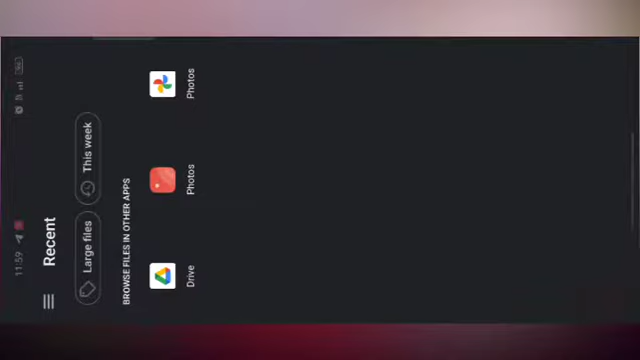 11:59
Recent
Large files
This week
BROWSE FILES IN OTHER APPS
Drive
Photos
Photos